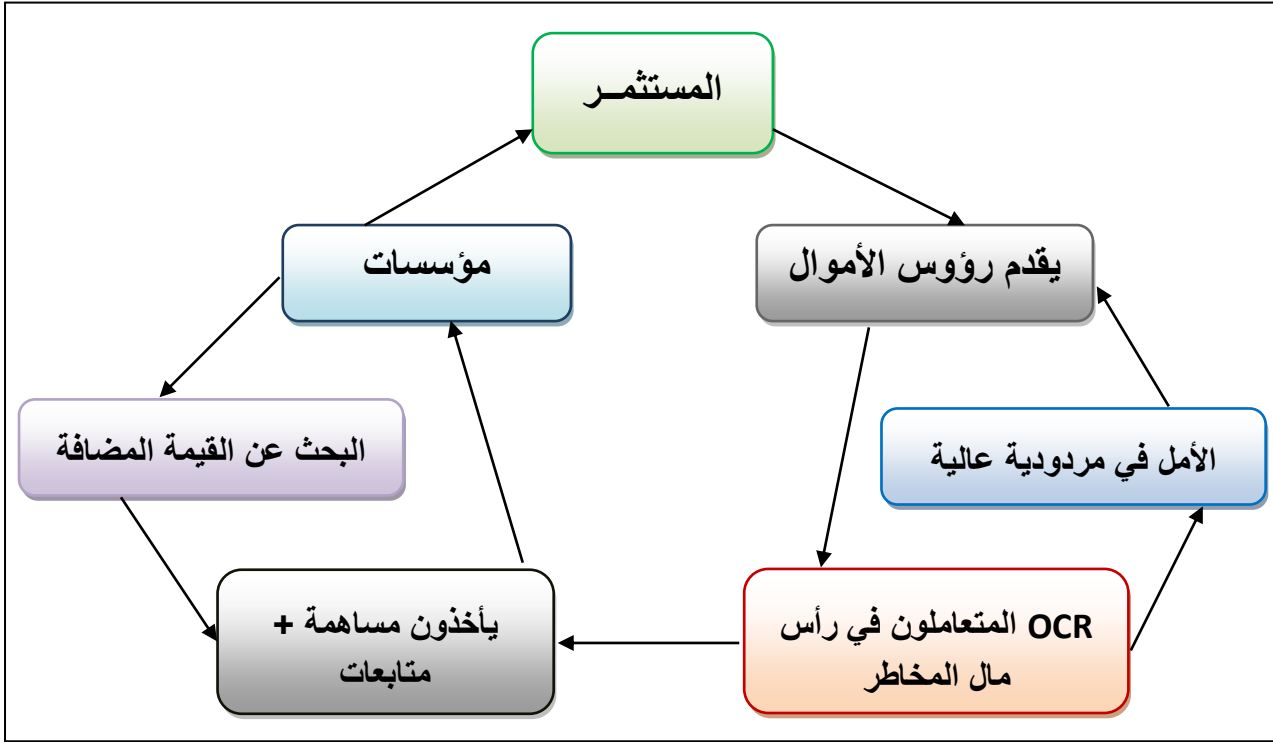 المستثمــر
يقدم رؤوس الأموال
مؤسسات
الأمل في مردودية عالية
البحث عن القيمة المضافة
OCR المتعاملون في رأس
مال المخاطر
يأخذون مساهمة +
متابعات